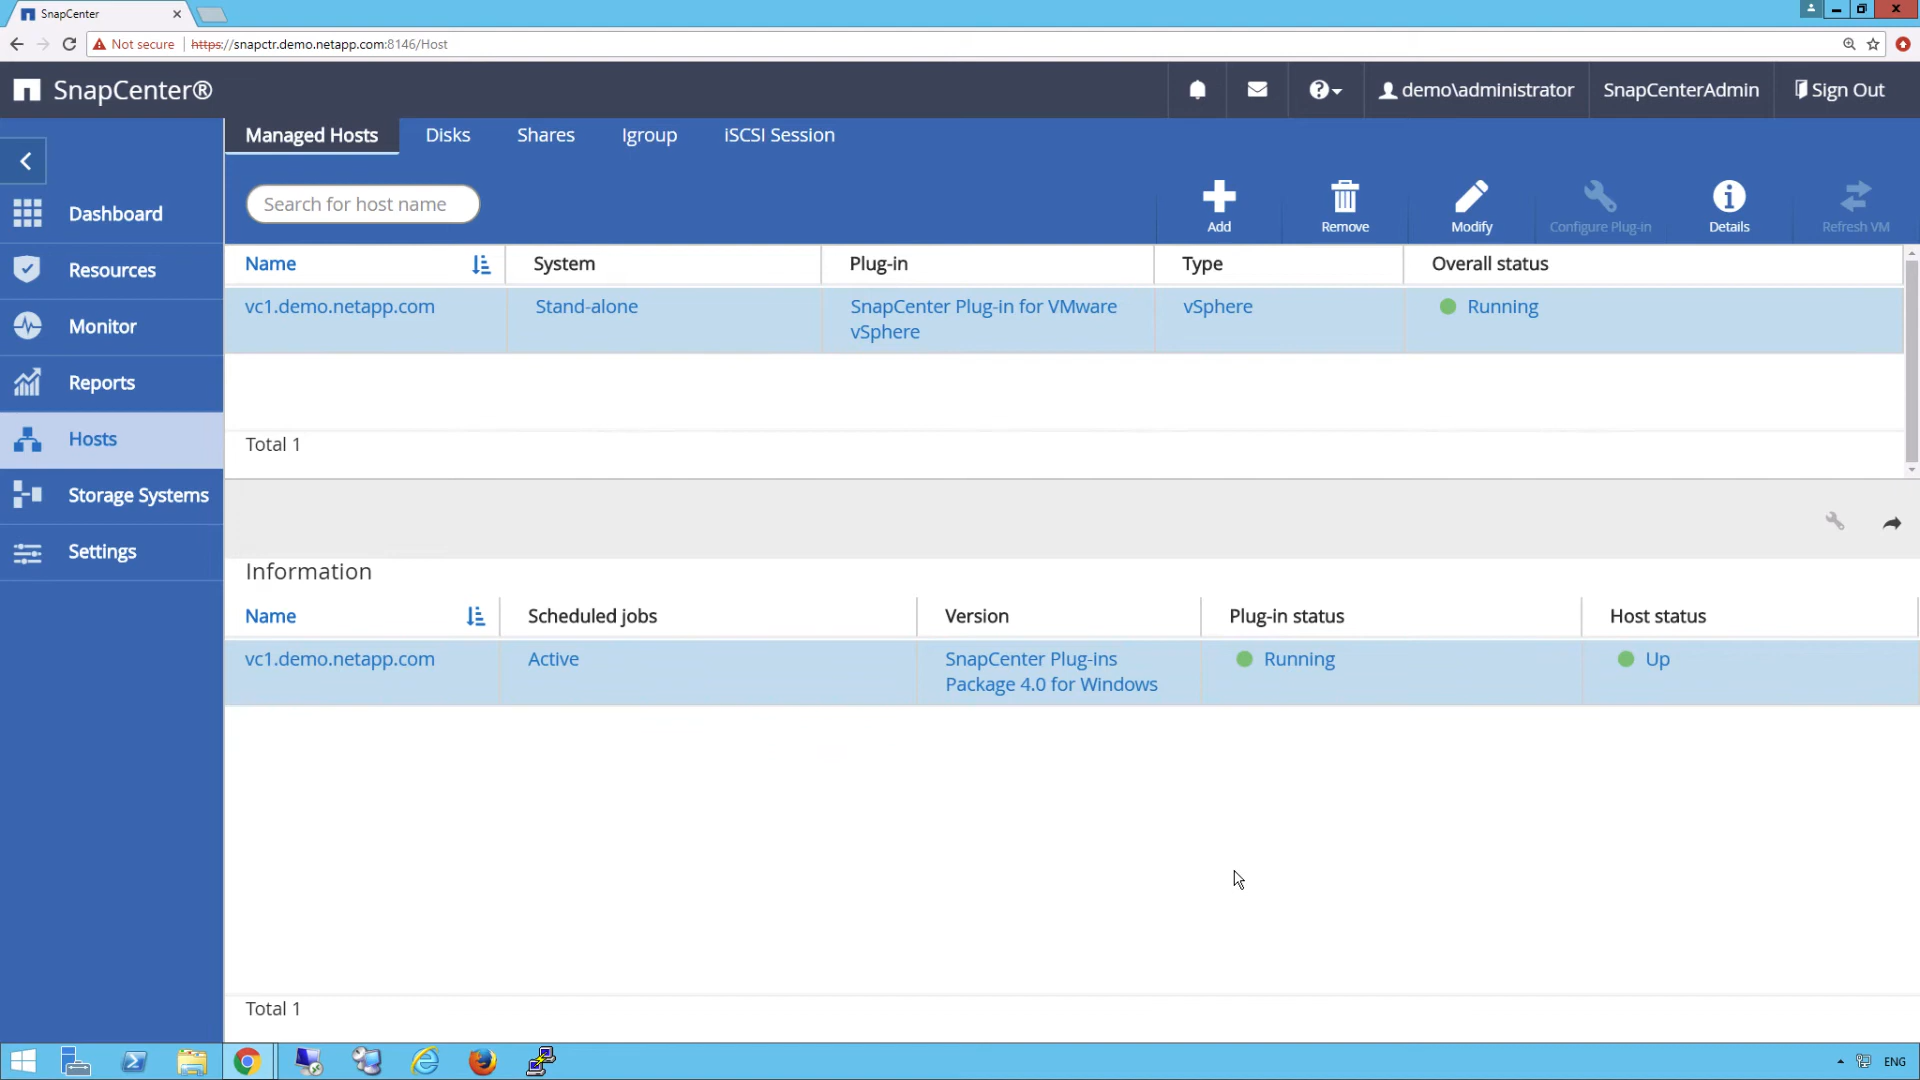 SnapCenter
Not secure https://snapctr.demo.netapp.com:8146/Host
SnapCenter®
demo\administrator
SnapCenterAdmin
Sign Out
Managed Hosts
Disks
Shares
Igroup
iSCSI Session
Search for host name
Add
Remove
Modify
Configure Plug-in
Details
Refresh VM
Dashboard
Resources
Monitor
Reports
Hosts
Storage Systems
Settings
Name
System
Plug-in
Type
Overall status
vc1.demo.netapp.com
Stand-alone
SnapCenter Plug-in for VMware
vSphere
vSphere
Running
Total 1
Information
Name
Scheduled jobs
Version
Plug-in status
Host status
vc1.demo.netapp.com
Active
SnapCenter Plug-ins
Package 4.0 for Windows
Running
Up
Total 1
ENG